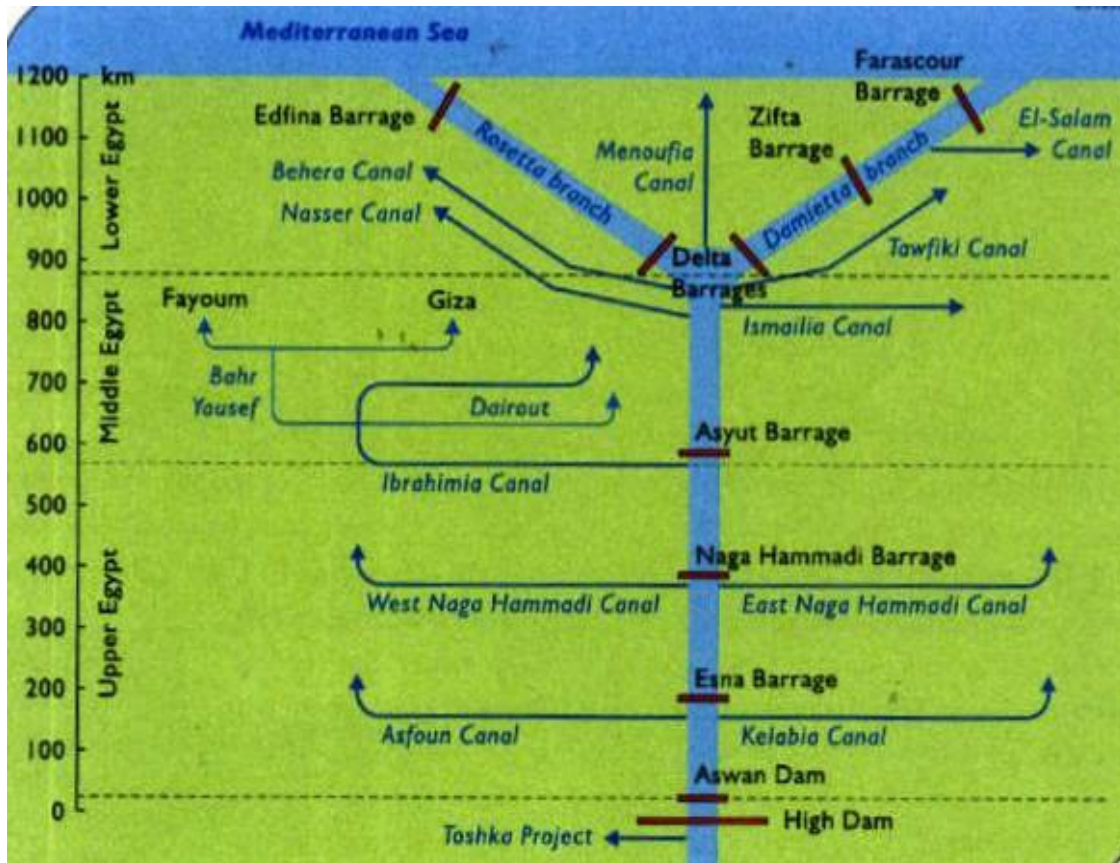 Mediterranean Sea
1200 km
Farascour
Barrage
Edfina Barrage
Zifta
Barrage
El-Salam
Canal
1100
Rosetta branch
Menoufia
Canal
Damietta branch
Behera Canal
1000
Nasser Canal
Tawfiki Canal
Lower Egypt
900
Delta
Barrages
Fayoum
Giza
800
Ismailia Canal
Middle Egypt
700
Bahr
Yousef
Dairout
600
Asyut Barrage
Ibrahimia Canal
500
Naga Hammadi Barrage
400
West Naga Hammadi Canal
East Naga Hammadi Canal
Upper Egypt
300
Esna Barrage
200
Asfoun Canal
Kelabia Canal
100
Aswan Dam
0
High Dam
Toshka Project